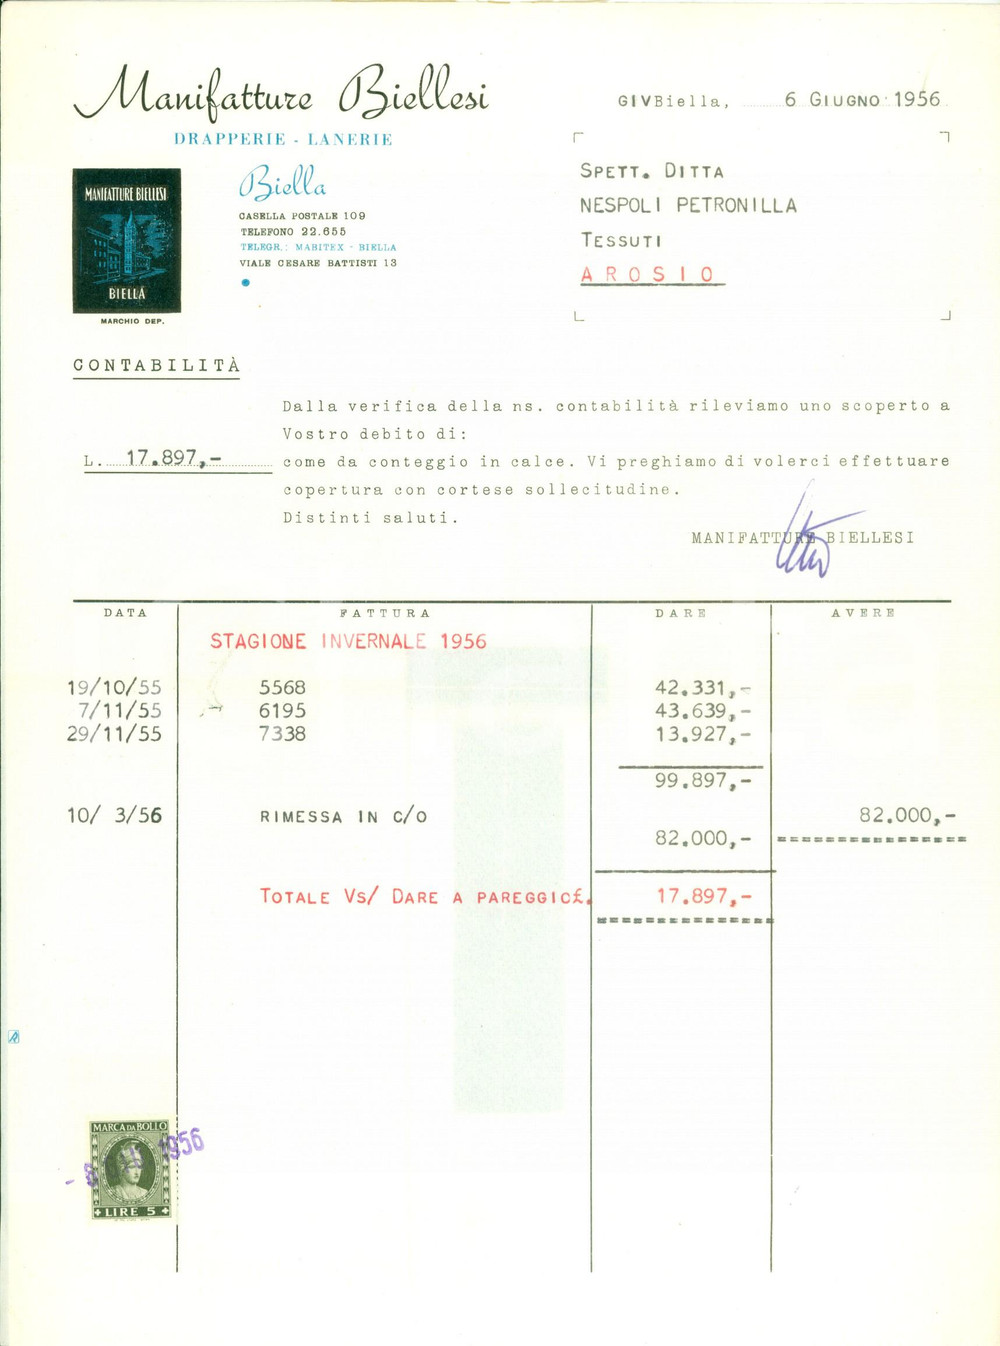 Manifatture Biellesi
DRAPPERIE - LANERIE
MANIFATTURE BIELLESI
BIELLA
MARCHIO DEP.
Biella
CASELLA POSTALE 109
TELEFONO 22.655
TELEGR.: MABITEX - BIELLA
VIALE CESARE BATTISTI 13
GIVBiella, 6 GIUGNO 1956
SPETT. DITTA
NESPOLI PETRONILLA
TESSUTI
AROSIO
CONTABILITÀ
Dalla verifica della ns. contabilità rileviamo uno scoperto a
Vostro debito di:
L. 17.897,-
come da conteggio in calce. Vi preghiamo di volerci effettuare
copertura con cortese sollecitudine.
Distinti saluti.
MANIFATTURE BIELLESI
DATA FATTURA DARE AVERE
STAGIONE INVERNALE 1956
19/10/55 5568 42.331,-
7/11/55 6195 43.639,-
29/11/55 7338 13.927,-
99.897,-
10/ 3/56 RIMESSA IN C/O 82.000,-
82.000,-
TOTALE VS/ DARE A PAREGGIO£. 17.897,-
MARCA DA BOLLO
1956
LIRE 5